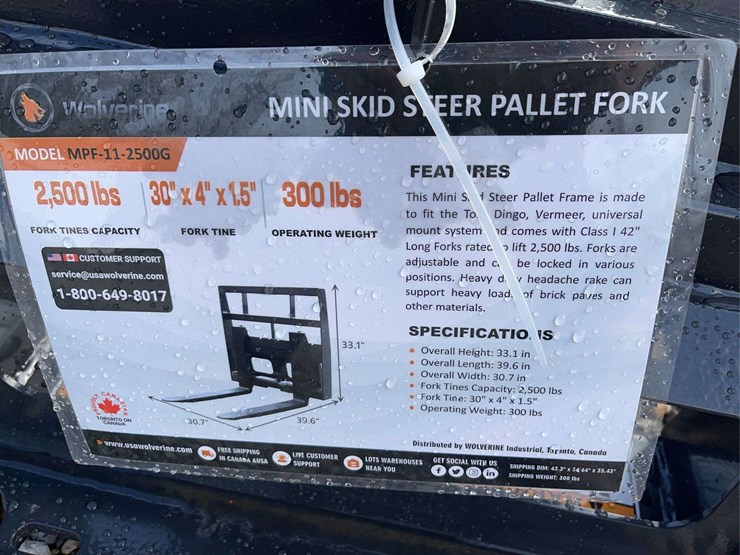 Wolverine
MINI SKID STEER PALLET FORK
MODEL MPF-11-2500G
2,500 lbs
FORK TINES CAPACITY
30" x 4" x 1.5"
FORK TINE
300 lbs
OPERATING WEIGHT
CUSTOMER SUPPORT
service@usawolverine.com
1-800-649-8017
FEATURES
This Mini Skid Steer Pallet Frame is made
to fit the Toro Dingo, Vermeer, universal
mount system and comes with Class I 42"
Long Forks rated to lift 2,500 lbs. Forks are
adjustable and can be locked in various
positions. Heavy duty headache rake can
support heavy loads of brick paves and
other materials.
SPECIFICATIONS
• Overall Height: 33.1 in
• Overall Length: 39.6 in
• Overall Width: 30.7 in
• Fork Tines Capacity: 2,500 lbs
• Fork Tine: 30" x 4" x 1.5"
• Operating Weight: 300 lbs
33.1"
30.7"
39.6"
PROUDLY CANADIAN
TORONTO ON
CANADA
Distributed by WOLVERINE Industrial, Toronto, Canada
www.usawolverine.com
FREE SHIPPING
IN CANADA &USA
LIVE CUSTOMER
SUPPORT
LOTS WAREHOUSES
NEAR YOU
GET SOCIAL WITH US
SHIPPING WEIGHT: 300 lbs